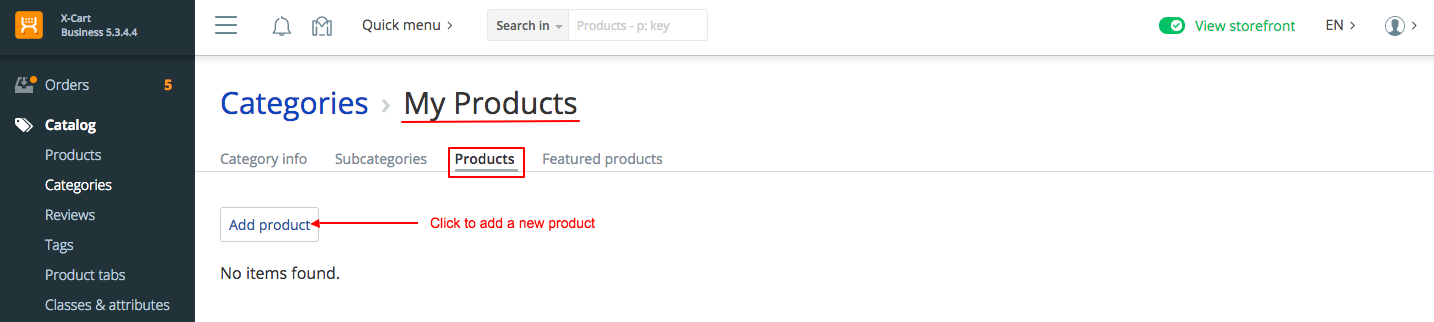 X-Cart
Business 5.3.4.4
Quick menu
Search in
Products - p: key
View storefront
EN
Orders 5
Catalog
Products
Categories
Reviews
Tags
Product tabs
Classes & attributes
Categories › My Products
Category info Subcategories Products Featured products
Add product
Click to add a new product
No items found.